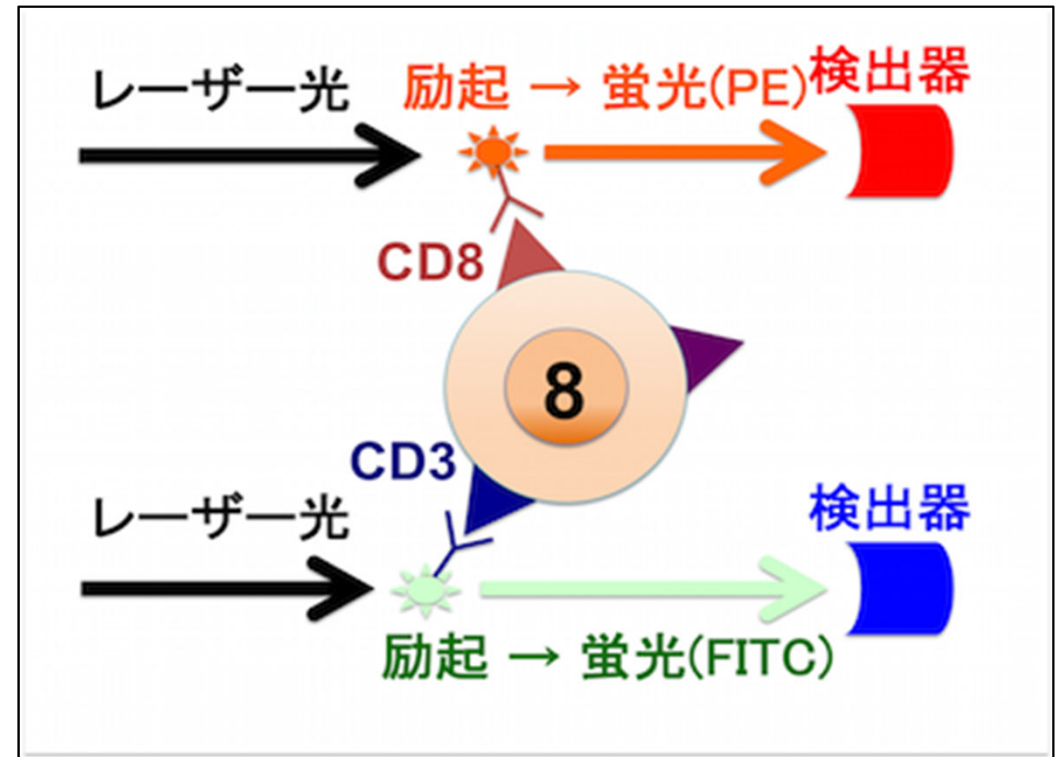 レーザー光
励起 → 蛍光(PE)
検出器
CD8
8
CD3
レーザー光
検出器
励起 → 蛍光(FITC)